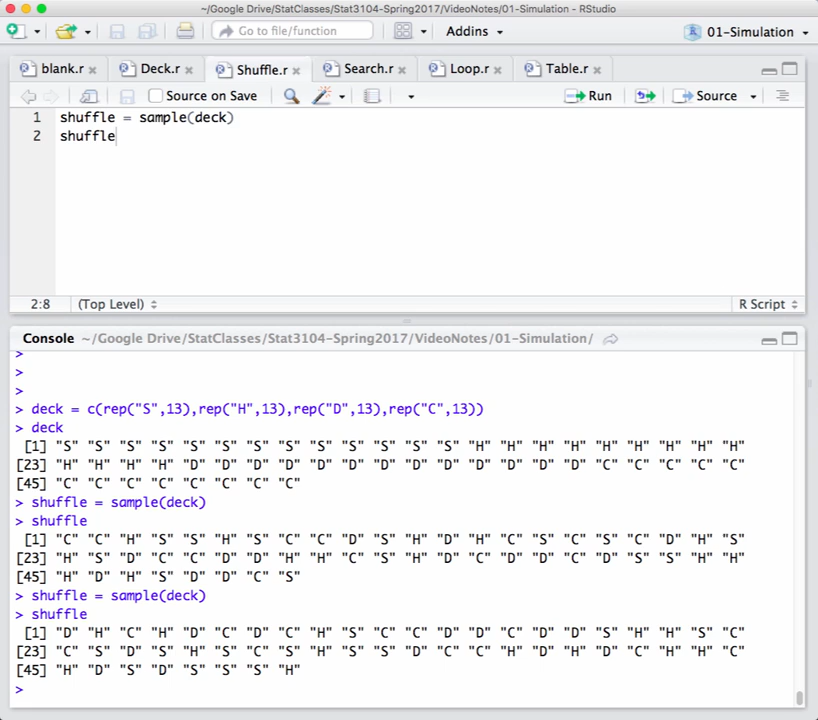 ~/Google Drive/StatClasses/Stat3104-Spring2017/VideoNotes/01-Simulation - RStudio
Go to file/function Addins 01-Simulation
blank.r Deck.r Shuffle.r Search.r Loop.r Table.r
Source on Save Run Source
1 shuffle = sample(deck)
2 shuffle
2:8 (Top Level) R Script
Console ~/Google Drive/StatClasses/Stat3104-Spring2017/VideoNotes/01-Simulation/
>
>
>
> deck = c(rep("S",13),rep("H",13),rep("D",13),rep("C",13))
> deck
[1] "S" "S" "S" "S" "S" "S" "S" "S" "S" "S" "S" "S" "S" "H" "H" "H" "H" "H" "H" "H" "H" "H"
[23] "H" "H" "H" "H" "D" "D" "D" "D" "D" "D" "D" "D" "D" "D" "D" "D" "D" "C" "C" "C" "C" "C"
[45] "C" "C" "C" "C" "C" "C" "C" "C"
> shuffle = sample(deck)
> shuffle
[1] "C" "C" "H" "S" "S" "H" "S" "C" "C" "D" "S" "H" "D" "H" "C" "S" "C" "S" "C" "D" "H" "S"
[23] "H" "S" "D" "C" "C" "D" "D" "H" "H" "C" "S" "H" "D" "C" "D" "D" "C" "D" "S" "S" "H" "H"
[45] "H" "D" "H" "S" "D" "D" "C" "S"
> shuffle = sample(deck)
> shuffle
[1] "D" "H" "C" "H" "D" "C" "D" "C" "H" "S" "C" "C" "D" "D" "C" "D" "D" "S" "H" "H" "S" "C"
[23] "C" "S" "D" "S" "H" "S" "C" "S" "H" "S" "S" "D" "C" "C" "H" "D" "H" "D" "C" "H" "H" "C"
[45] "H" "D" "S" "D" "S" "S" "S" "H"
>